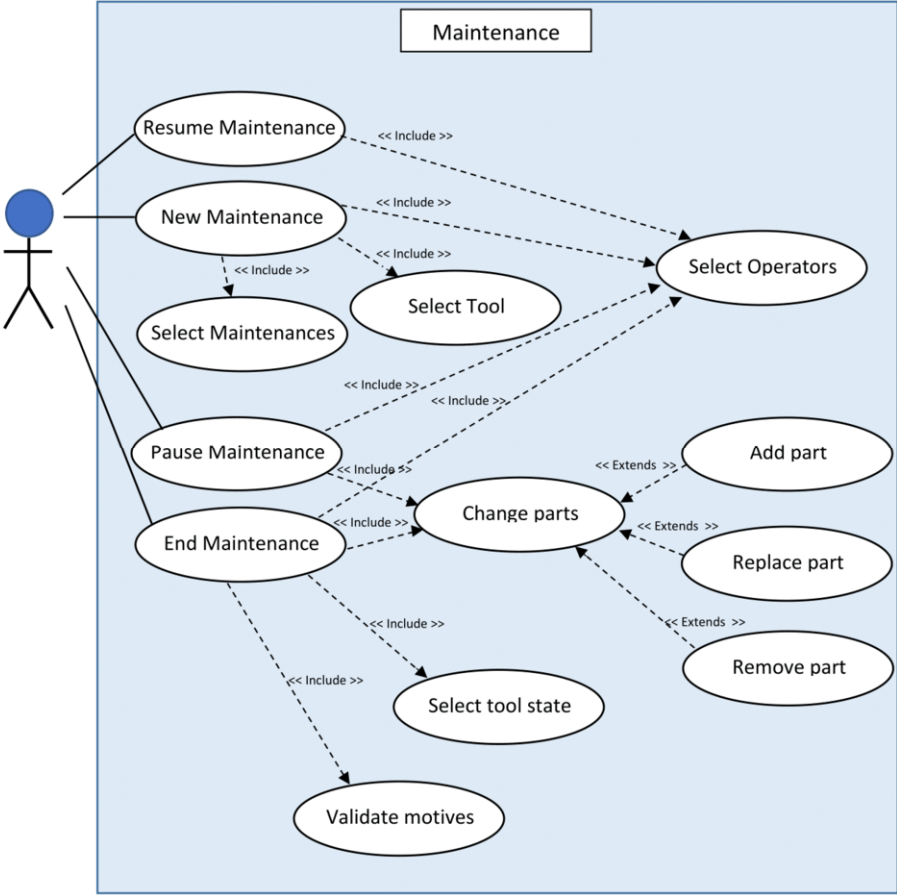 Maintenance
Resume Maintenance
<< Include >>
New Maintenance
<< Include >>
<< Include >>
<< Include >>
Select Operators
Select Tool
Select Maintenances
<< Include >>
<< Include >>
Pause Maintenance
<< Include >>
<< Extends >>
Add part
Change parts
<< Include >>
<< Extends >>
End Maintenance
Replace part
<< Include >>
<< Extends >>
Remove part
<< Include >>
Select tool state
Validate motives